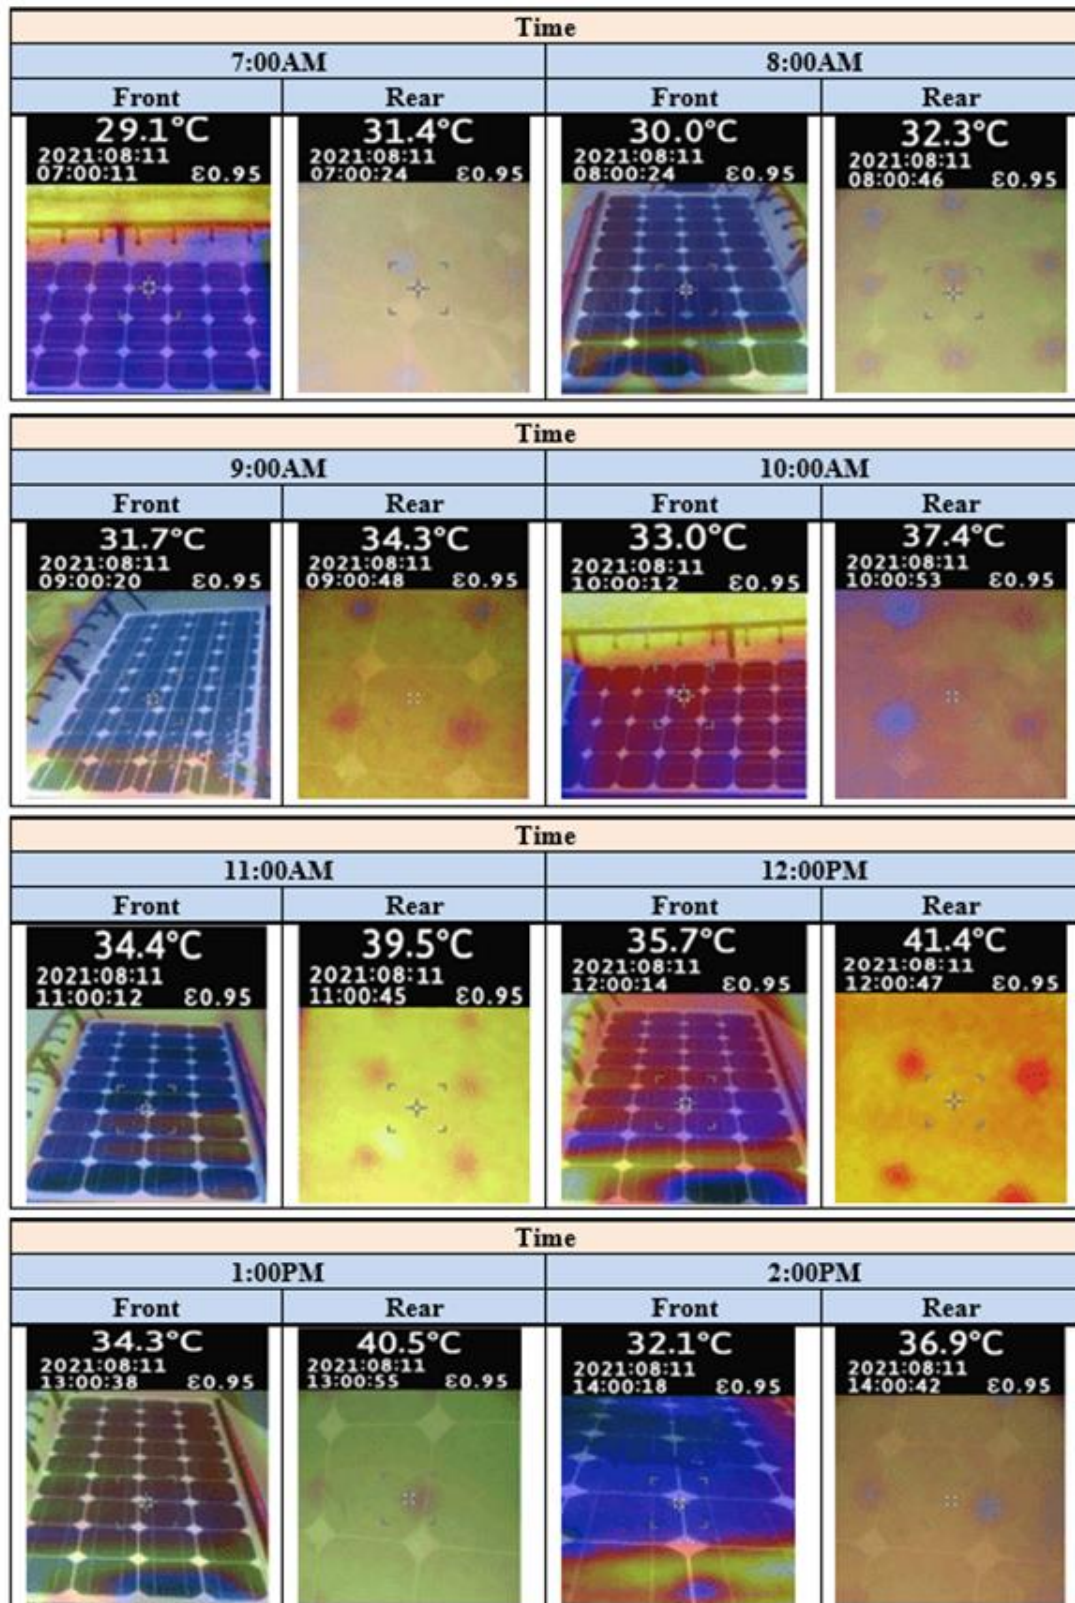 Time
7:00AM 8:00AM
Front Rear Front Rear
29.1°C 31.4°C 30.0°C 32.3°C
2021:08:11 2021:08:11 2021:08:11 2021:08:11
07:00:11 ε0.95 07:00:24 ε0.95 08:00:24 ε0.95 08:00:46 ε0.95
Time
9:00AM 10:00AM
Front Rear Front Rear
31.7°C 34.3°C 33.0°C 37.4°C
2021:08:11 2021:08:11 2021:08:11 2021:08:11
09:00:20 ε0.95 09:00:48 ε0.95 10:00:12 ε0.95 10:00:53 ε0.95
Time
11:00AM 12:00PM
Front Rear Front Rear
34.4°C 39.5°C 35.7°C 41.4°C
2021:08:11 2021:08:11 2021:08:11 2021:08:11
11:00:12 ε0.95 11:00:45 ε0.95 12:00:14 ε0.95 12:00:47 ε0.95
Time
1:00PM 2:00PM
Front Rear Front Rear
34.3°C 40.5°C 32.1°C 36.9°C
2021:08:11 2021:08:11 2021:08:11 2021:08:11
13:00:38 ε0.95 13:00:55 ε0.95 14:00:18 ε0.95 14:00:42 ε0.95